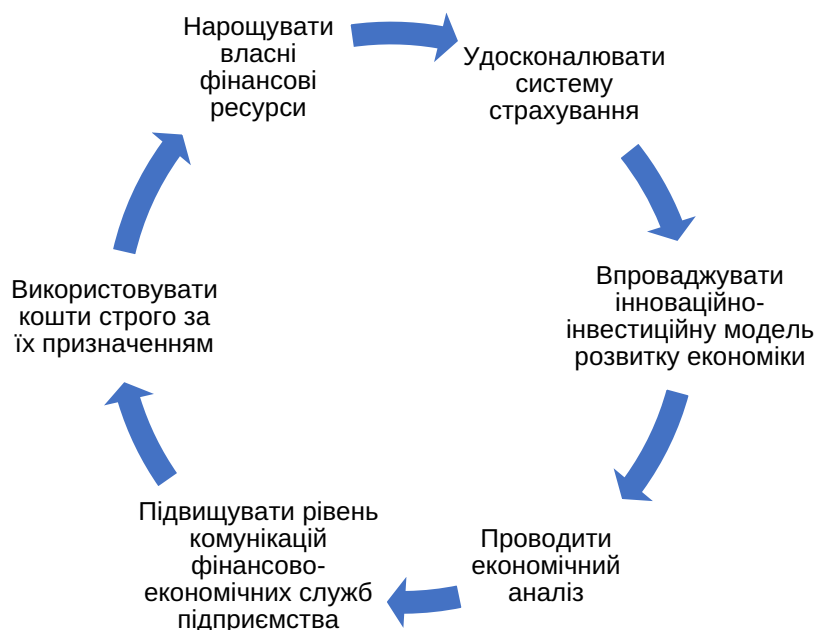 Нарощувати
власні
фінансові
ресурси
Удосконалювати
систему
страхування
Впроваджувати
інноваційно-
інвестиційну модель
розвитку економіки
Проводити
економічний
аналіз
Підвищувати рівень
комунікацій
фінансово-
економічних служб
підприємства
Використовувати
кошти строго за
їх призначенням